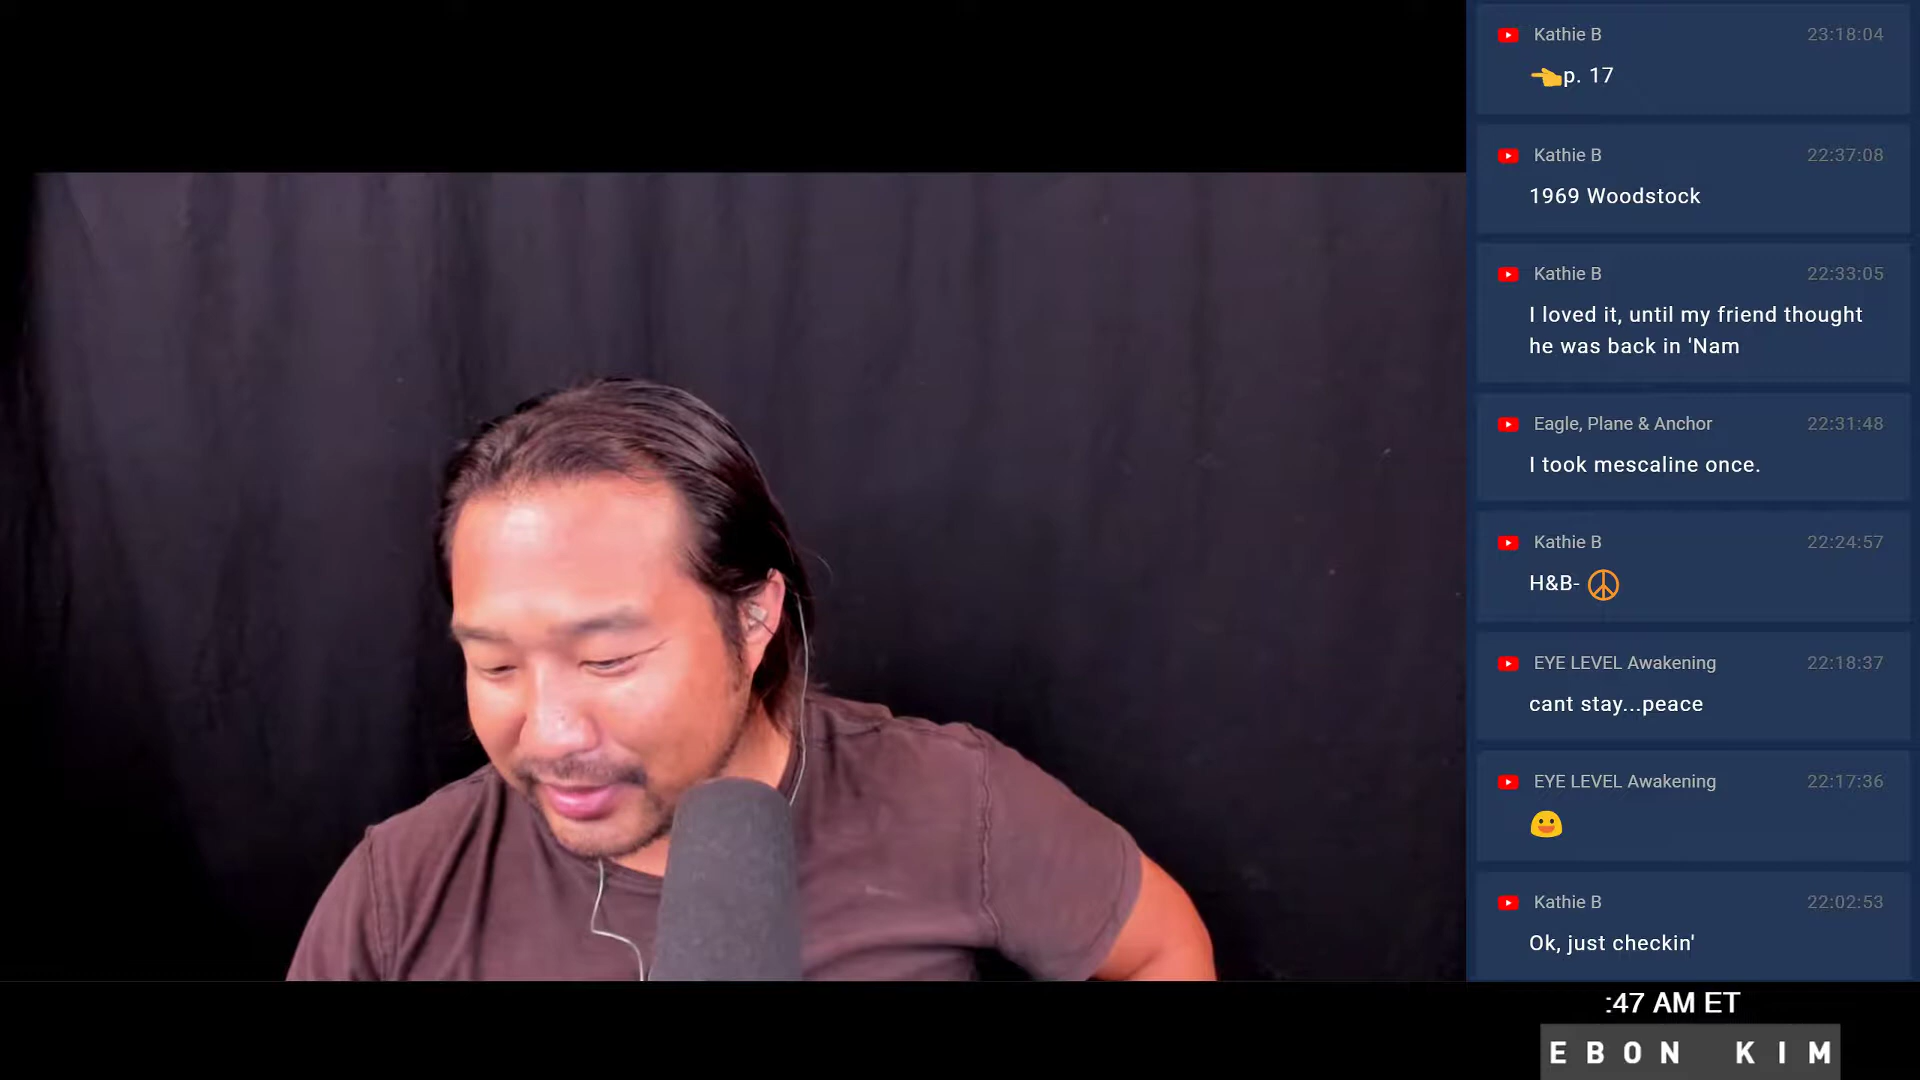 Kathie B 23:18:04
👈p. 17
Kathie B 22:37:08
1969 Woodstock
Kathie B 22:33:05
I loved it, until my friend thought
he was back in 'Nam
Eagle, Plane & Anchor 22:31:48
I took mescaline once.
Kathie B 22:24:57
H&B- ☮
EYE LEVEL Awakening 22:18:37
cant stay...peace
EYE LEVEL Awakening 22:17:36
😃
Kathie B 22:02:53
Ok, just checkin'
:47 AM ET
EBON KIM